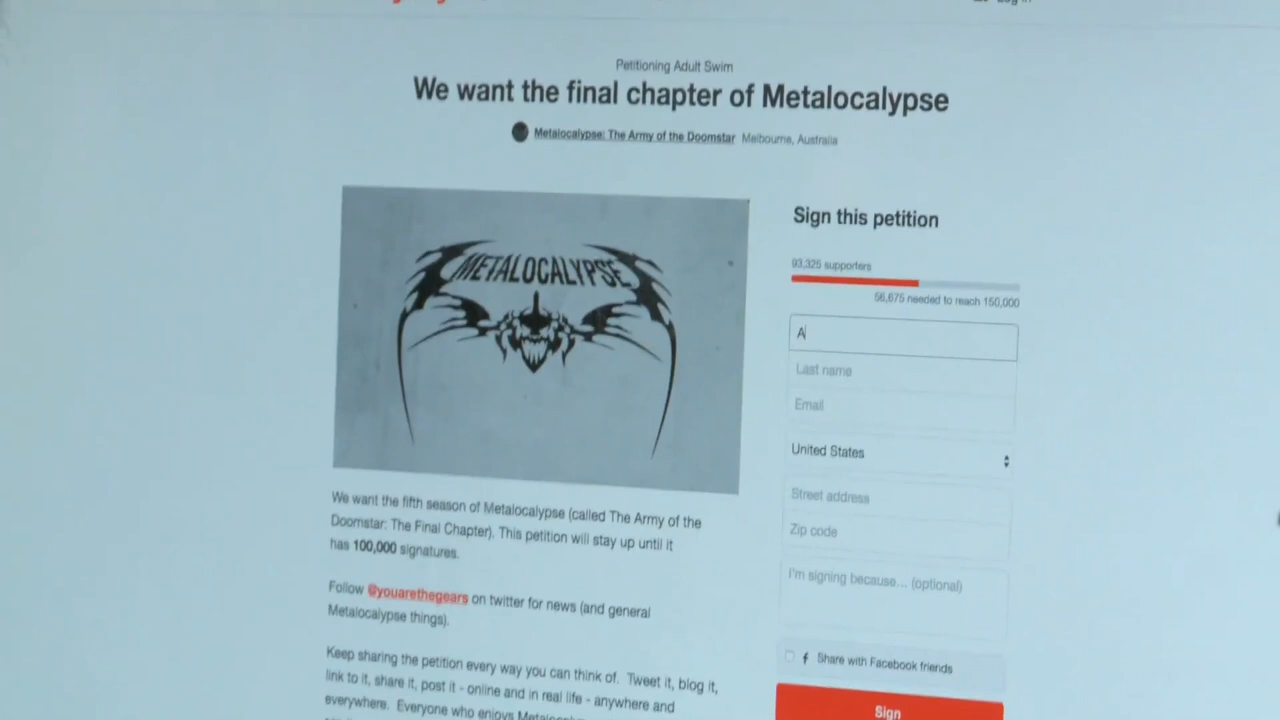 Log in
Petitioning Adult Swim
We want the final chapter of Metalocalypse
Metalocalypse: The Army of the Doomstar Melbourne, Australia
METALOCALYPSE
Sign this petition
93,325 supporters
56,675 needed to reach 150,000
A
Last name
Email
United States
Street address
Zip code
I'm signing because... (optional)
f Share with Facebook friends
Sign
We want the fifth season of Metalocalypse (called The Army of the
Doomstar: The Final Chapter). This petition will stay up until it
has 100,000 signatures.
Follow @youarethegears on twitter for news (and general
Metalocalypse things).
Keep sharing the petition every way you can think of. Tweet it, blog it,
link to it, share it, post it - online and in real life - anywhere and
everywhere. Everyone who enjoys